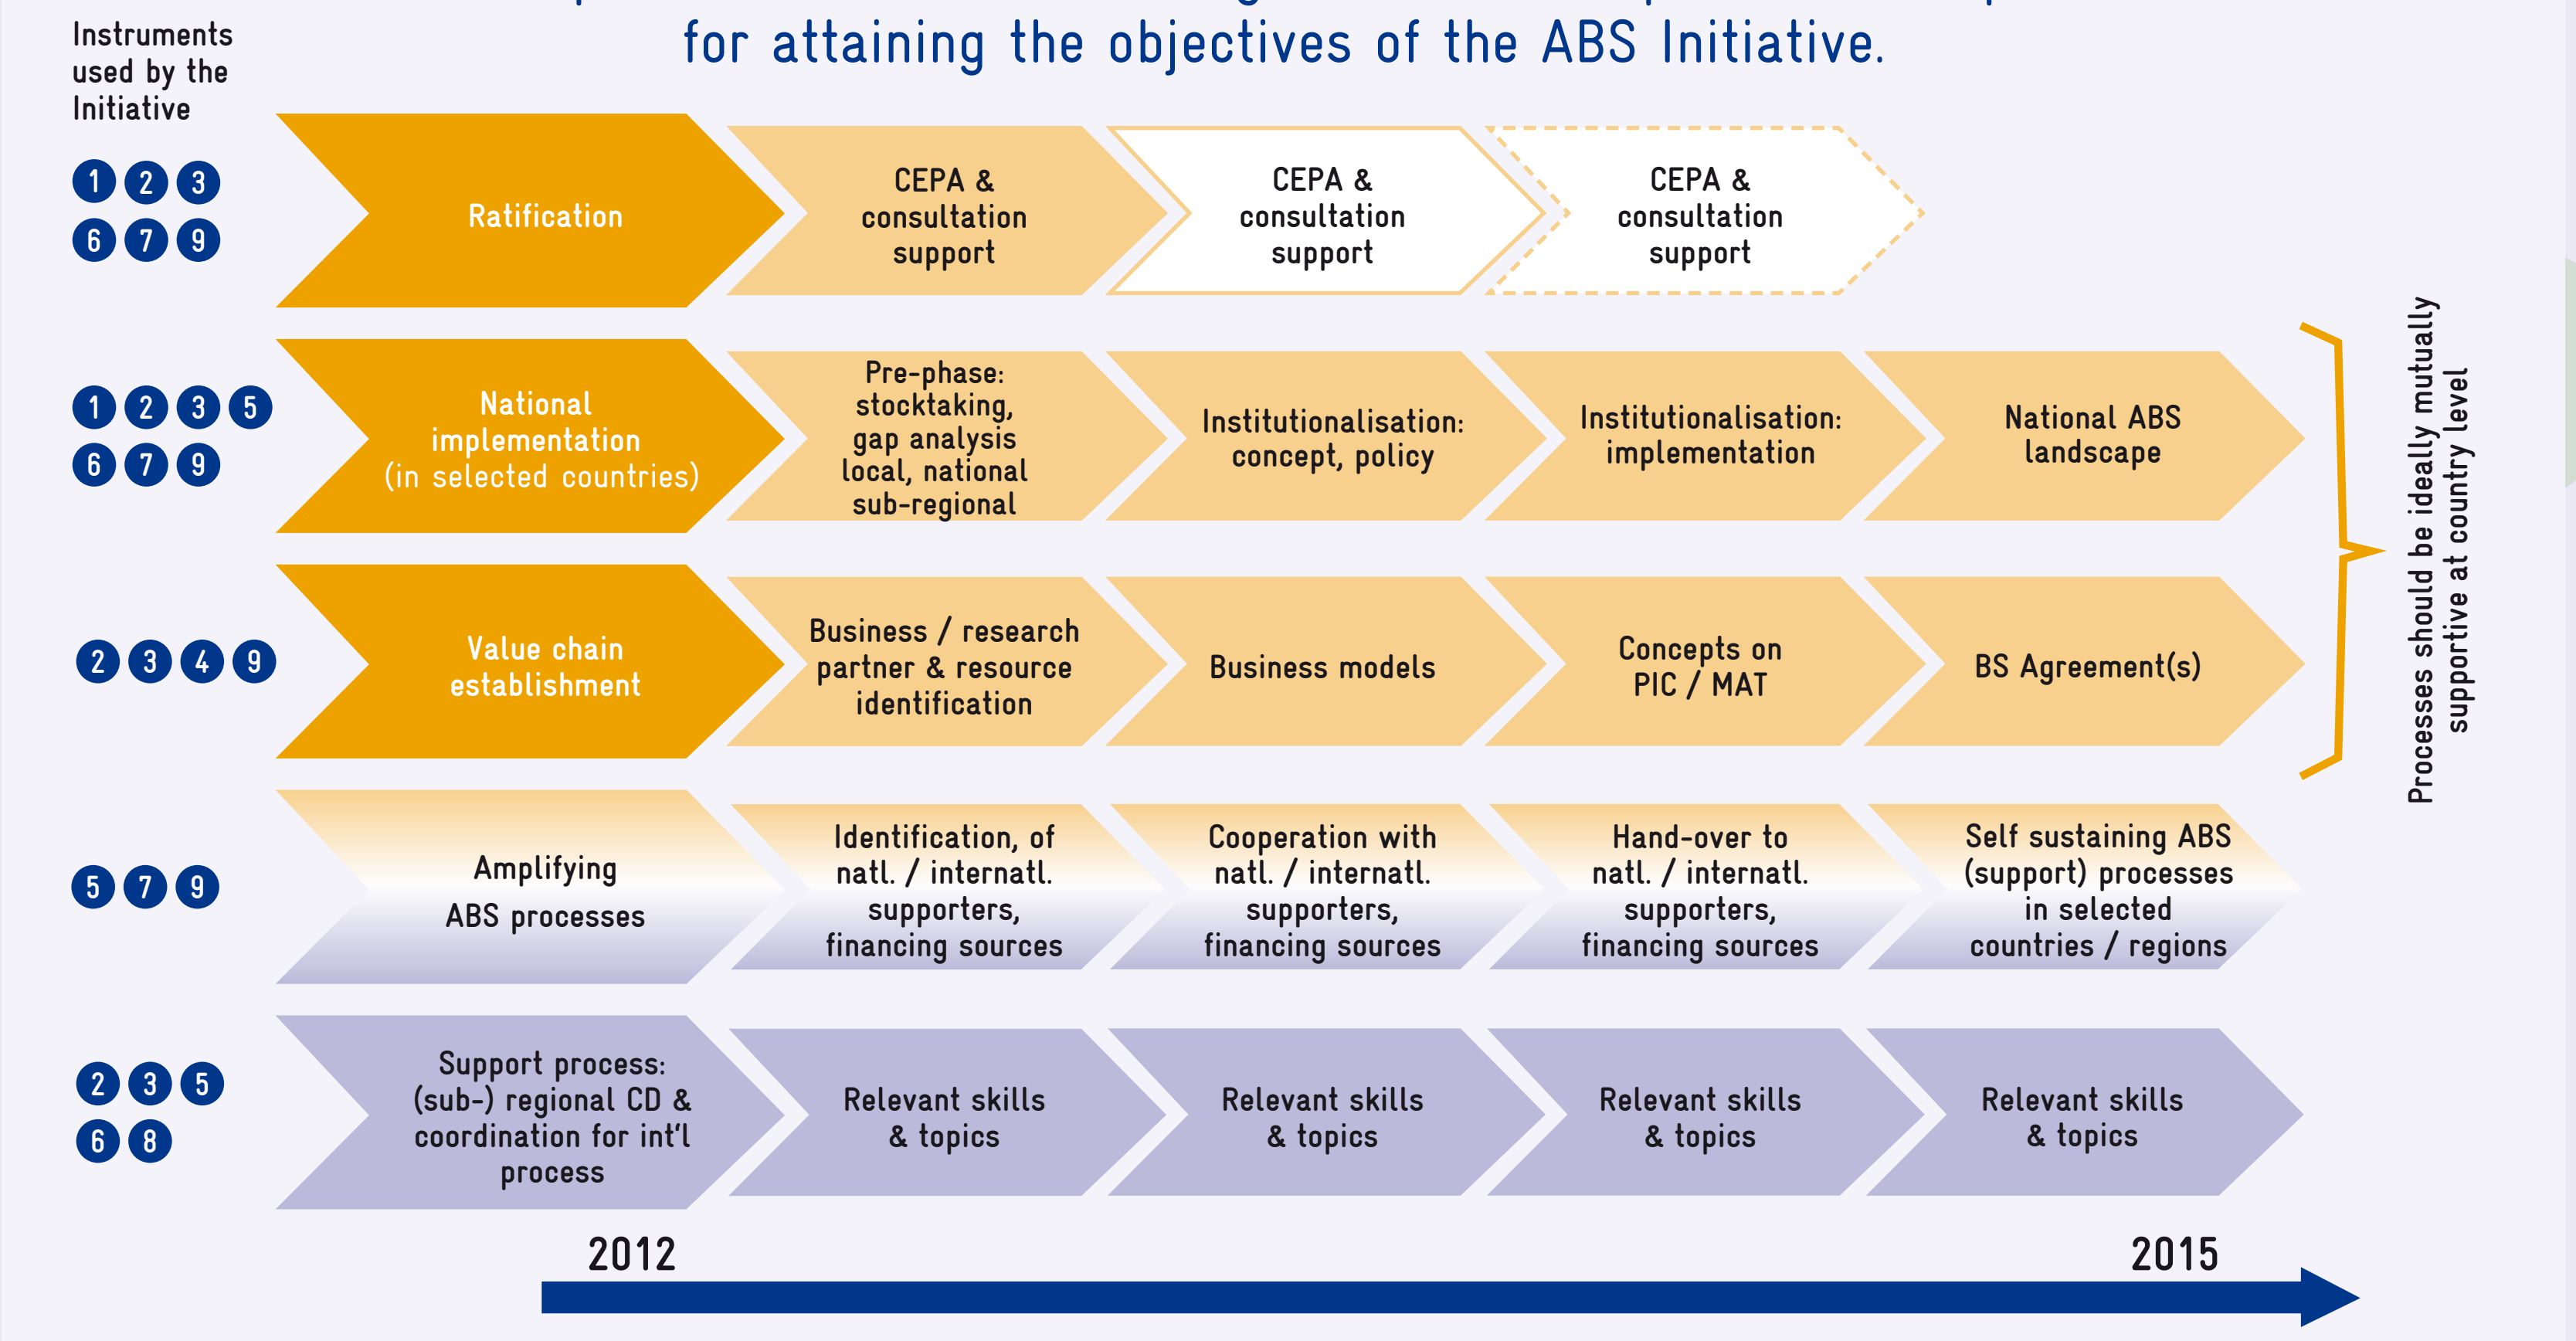 for attaining the objectives of the ABS Initiative.
Instruments
used by the
Initiative
1 2 3
6 7 9
Ratification
CEPA &
consultation
support
CEPA &
consultation
support
CEPA &
consultation
support
1 2 3 5
6 7 9
National
implementation
(in selected countries)
Pre-phase:
stocktaking,
gap analysis
local, national
sub-regional
Institutionalisation:
concept, policy
Institutionalisation:
implementation
National ABS
landscape
2 3 4 9
Value chain
establishment
Business / research
partner & resource
identification
Business models
Concepts on
PIC / MAT
BS Agreement(s)
Processes should be ideally mutually
supportive at country level
5 7 9
Amplifying
ABS processes
Identification, of
natl. / internatl.
supporters,
financing sources
Cooperation with
natl. / internatl.
supporters,
financing sources
Hand-over to
natl. / internatl.
supporters,
financing sources
Self sustaining ABS
(support) processes
in selected
countries / regions
2 3 5
6 8
Support process:
(sub-) regional CD &
coordination for int‘l
process
Relevant skills
& topics
Relevant skills
& topics
Relevant skills
& topics
Relevant skills
& topics
2012
2015